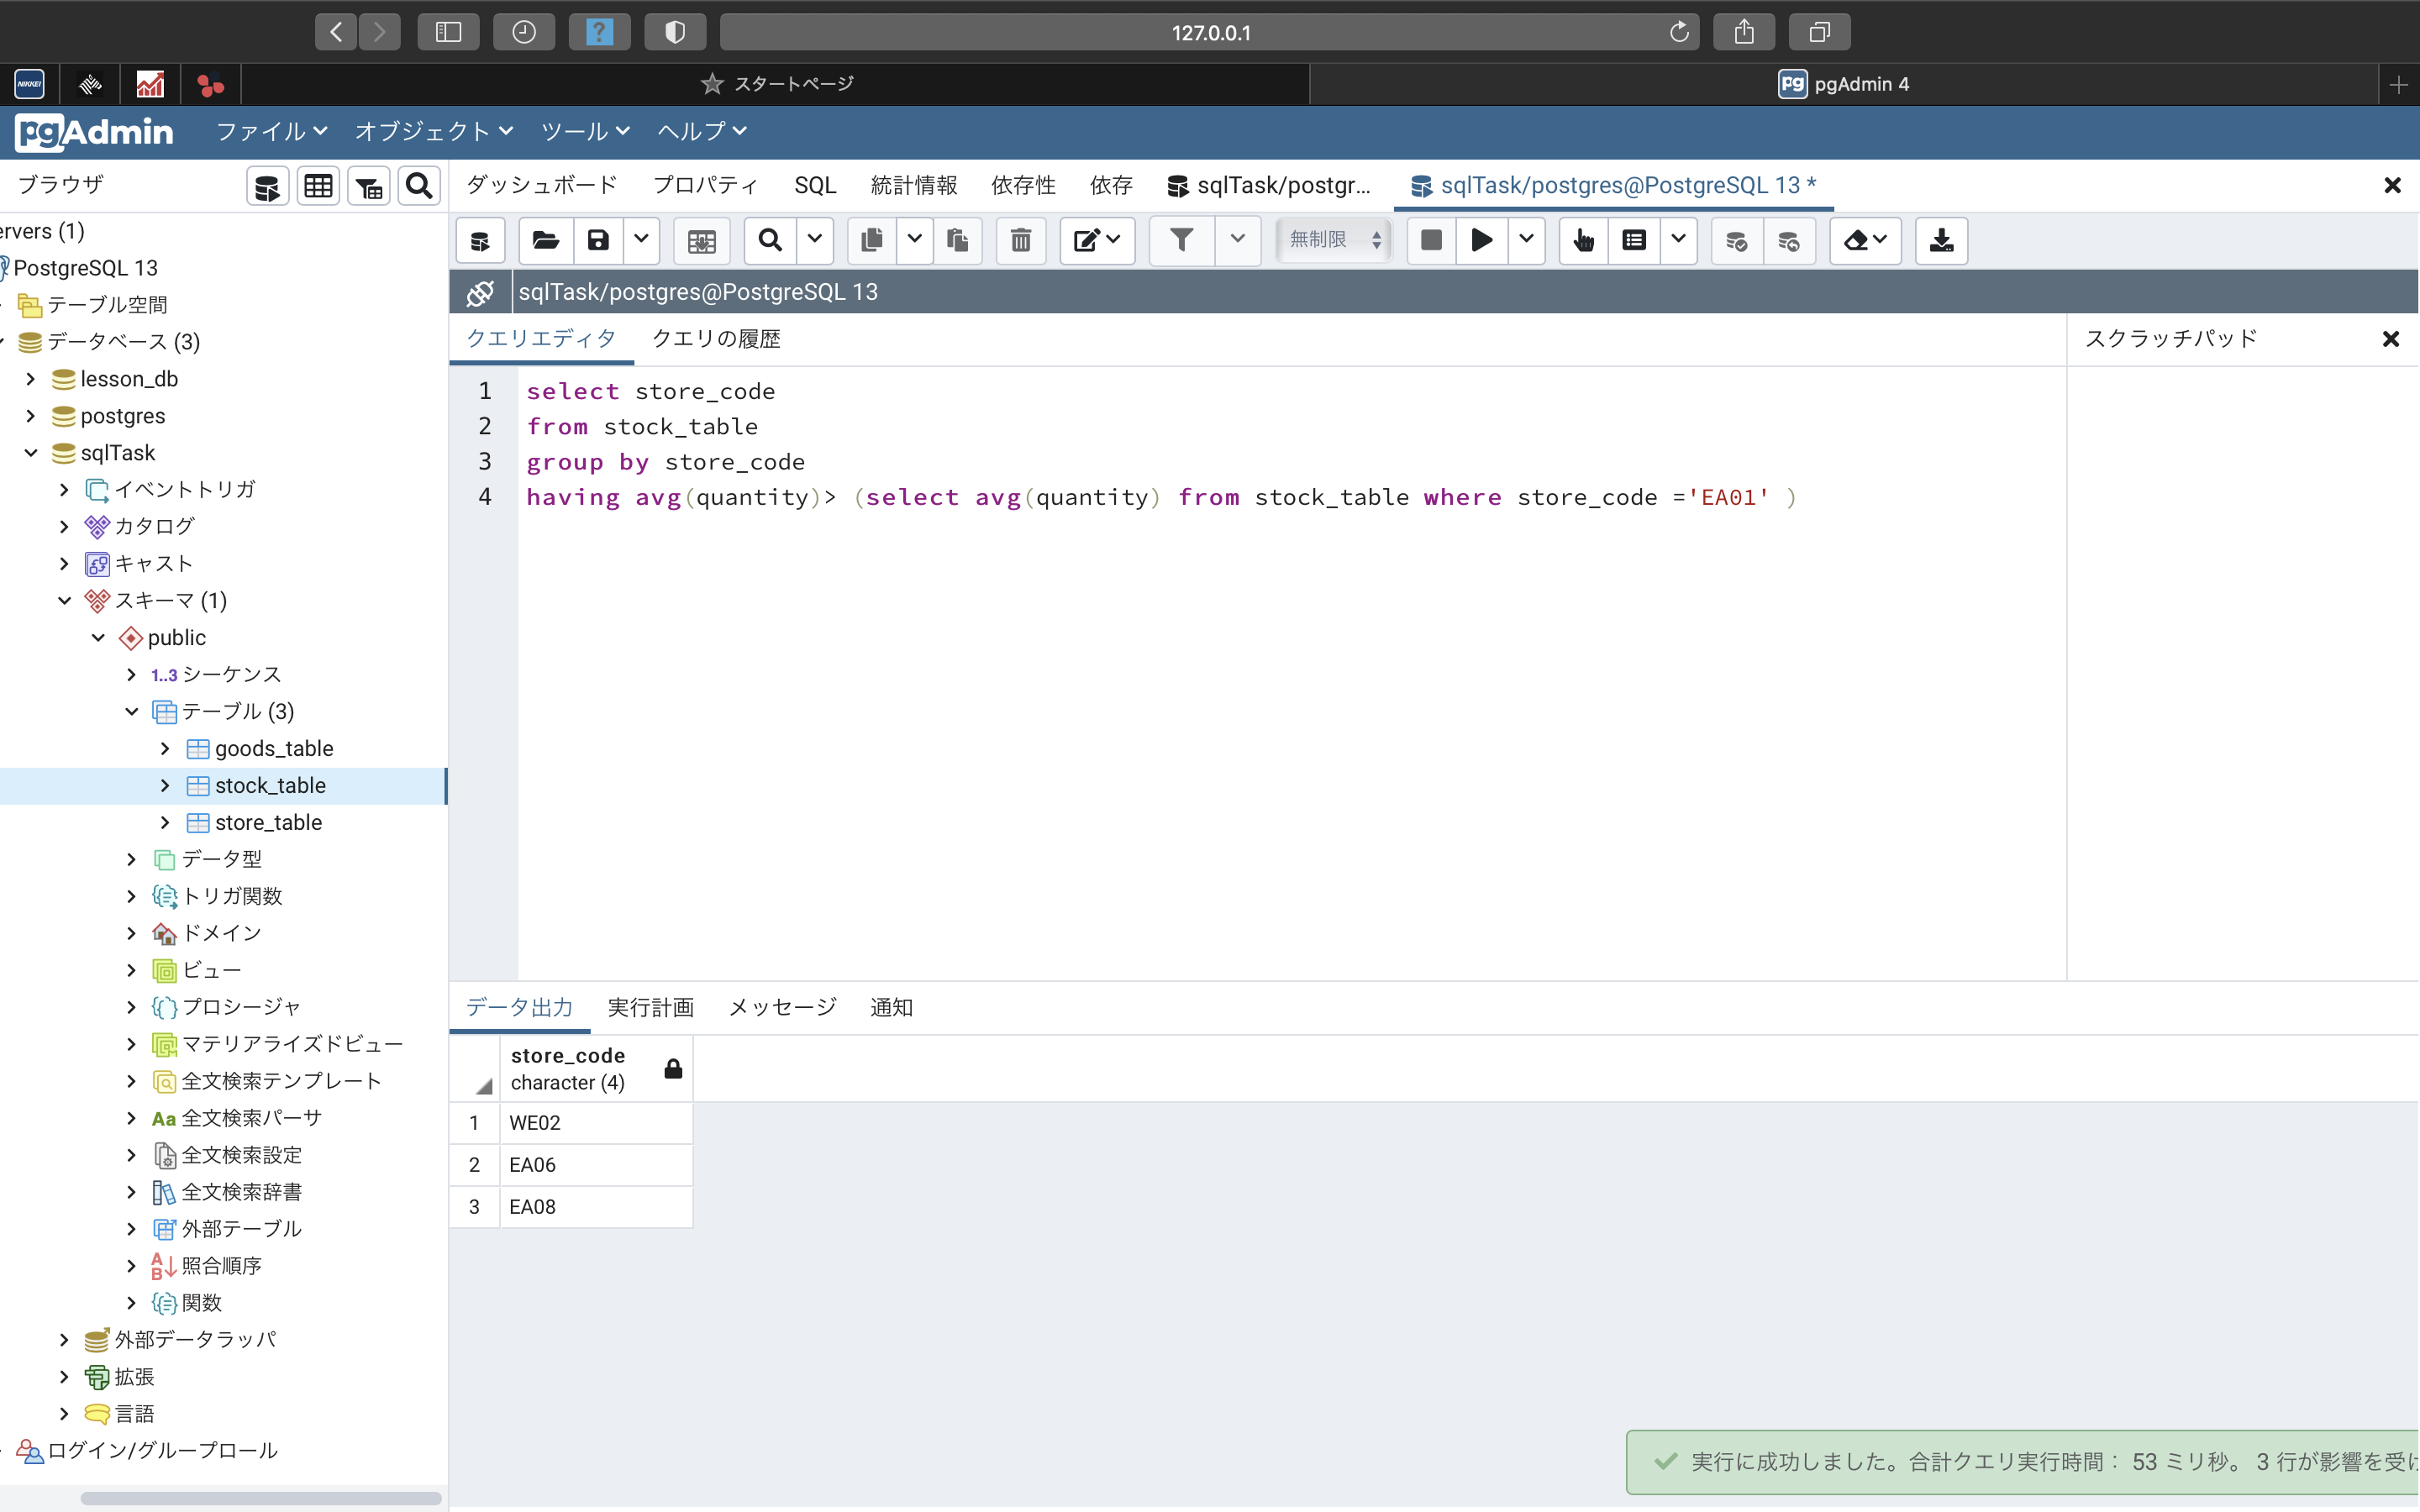 127.0.0.1
NIKKEI
スタートページ
pg pgAdmin 4
pgAdmin ファイル オブジェクト ツール ヘルプ
ブラウザ
ダッシュボード プロパティ SQL 統計情報 依存性 依存 sqlTask/postgr... sqlTask/postgres@PostgreSQL 13 *
無制限
sqlTask/postgres@PostgreSQL 13
クエリエディタ クエリの履歴
スクラッチパッド
1 select store_code
2 from stock_table
3 group by store_code
4 having avg(quantity)> (select avg(quantity) from stock_table where store_code ='EA01' )
ervers (1)
PostgreSQL 13
テーブル空間
データベース (3)
lesson_db
postgres
sqlTask
イベントトリガ
カタログ
キャスト
スキーマ (1)
public
1..3 シーケンス
テーブル (3)
goods_table
stock_table
store_table
データ型
トリガ関数
ドメイン
ビュー
プロシージャ
マテリアライズドビュー
全文検索テンプレート
Aa 全文検索パーサ
全文検索設定
全文検索辞書
外部テーブル
照合順序
関数
外部データラッパ
拡張
言語
ログイン/グループロール
データ出力 実行計画 メッセージ 通知
store_code
character (4)
1 WE02
2 EA06
3 EA08
実行に成功しました。合計クエリ実行時間： 53 ミリ秒。 3 行が影響を受け